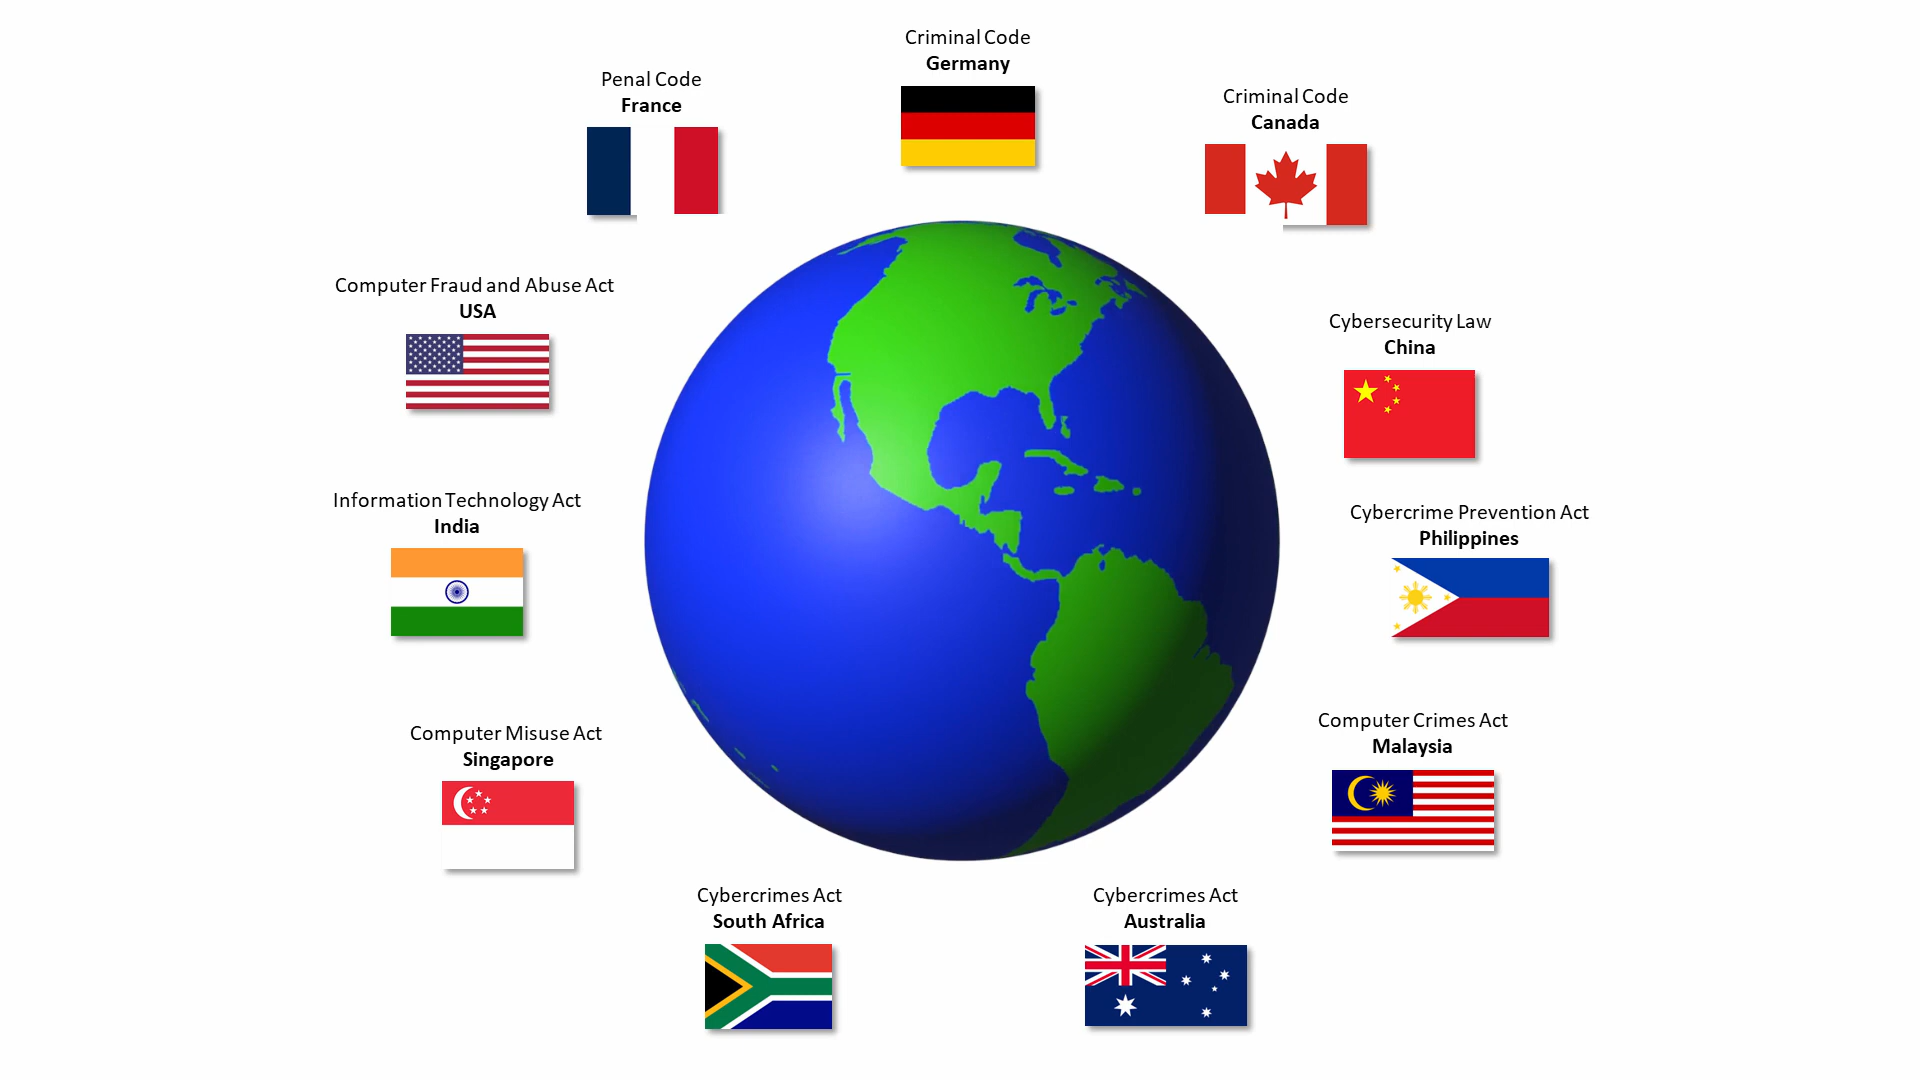 Criminal Code
Germany
Penal Code
France
Criminal Code
Canada
Computer Fraud and Abuse Act
USA
Cybersecurity Law
China
Information Technology Act
India
Cybercrime Prevention Act
Philippines
Computer Misuse Act
Singapore
Computer Crimes Act
Malaysia
Cybercrimes Act
South Africa
Cybercrimes Act
Australia